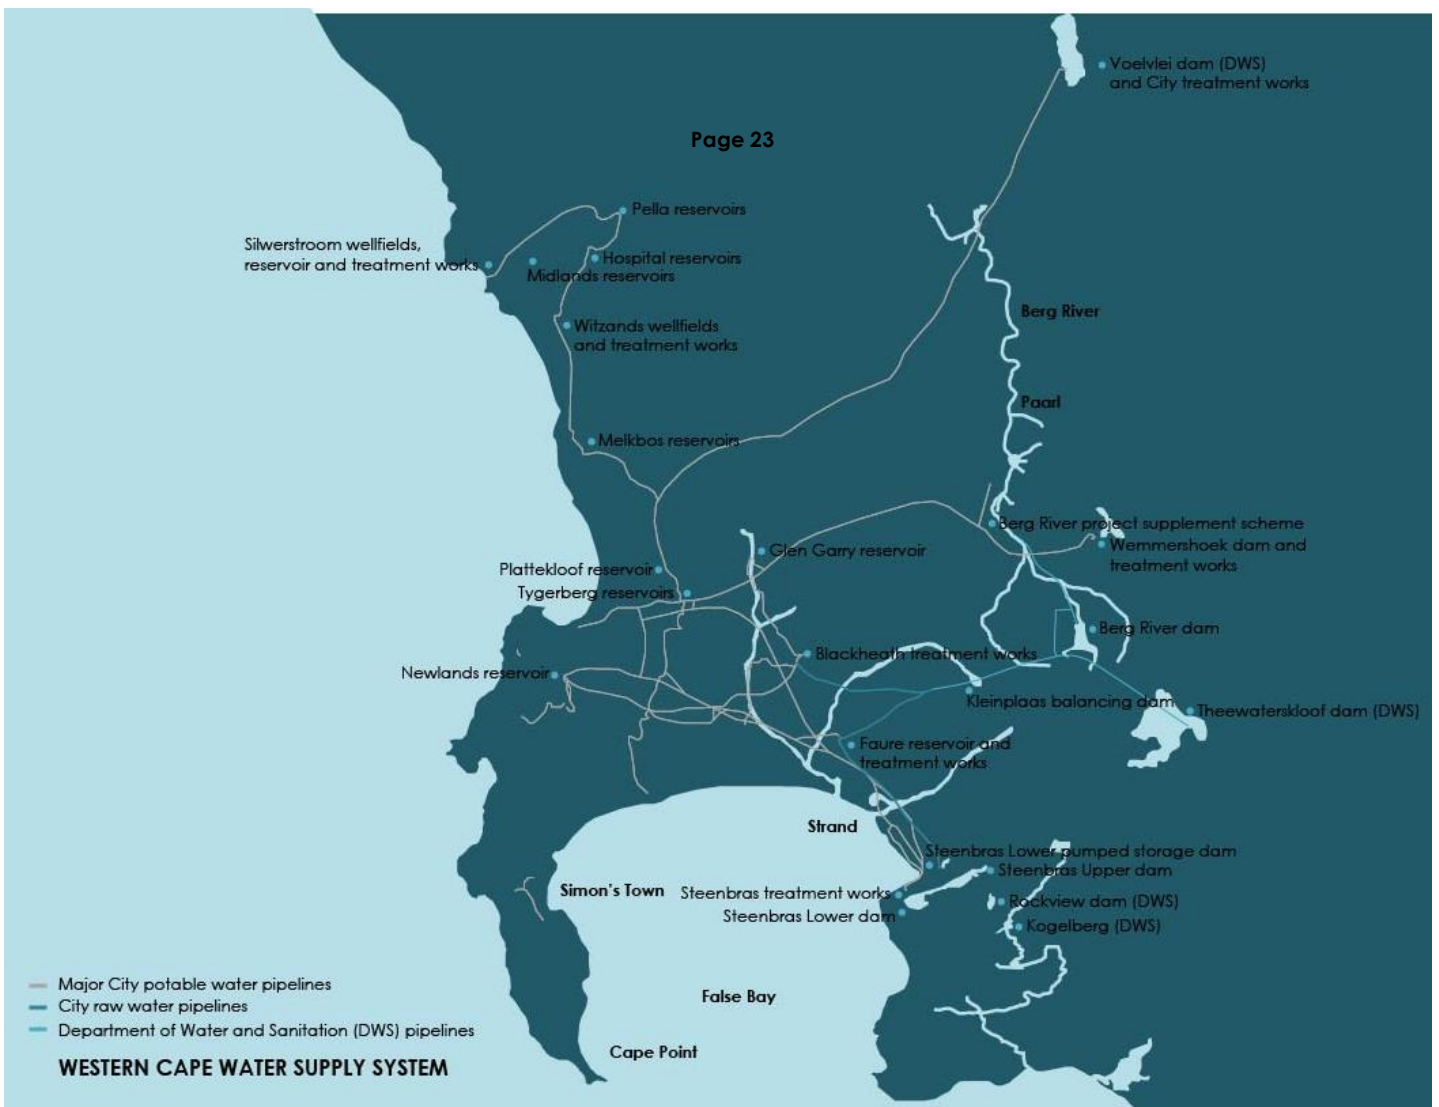 Voelvlei dam (DWS)
and City treatment works
Page 23
Pella reservoirs
Silwerstroom wellfields,
reservoir and treatment works
Hospital reservoirs
Midlands reservoirs
Berg River
Witzands wellfields
and treatment works
Paarl
Melkbos reservoirs
Berg River project supplement scheme
Glen Garry reservoir
Wemmershoek dam and
treatment works
Plattekloof reservoir
Tygerberg reservoirs
Berg River dam
Blackheath treatment works
Newlands reservoir
Kleinplaas balancing dam
Theewaterskloof dam (DWS)
Faure reservoir and
treatment works
Strand
Steenbras Lower pumped storage dam
Steenbras Upper dam
Simon's Town
Steenbras treatment works
Rockview dam (DWS)
Steenbras Lower dam
Kogelberg (DWS)
Major City potable water pipelines
False Bay
City raw water pipelines
Department of Water and Sanitation (DWS) pipelines
Cape Point
WESTERN CAPE WATER SUPPLY SYSTEM